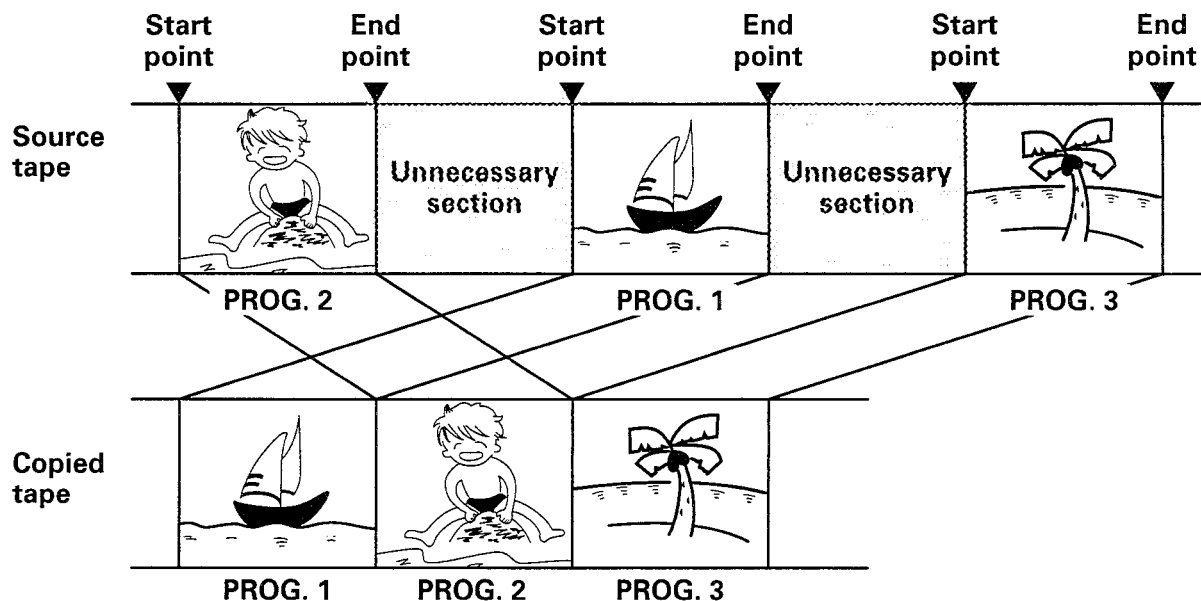 Start point
End point
Start point
End point
Start point
End point
Source tape
Unnecessary section
Unnecessary section
PROG. 2
PROG. 1
PROG. 3
Copied tape
PROG. 1
PROG. 2
PROG. 3